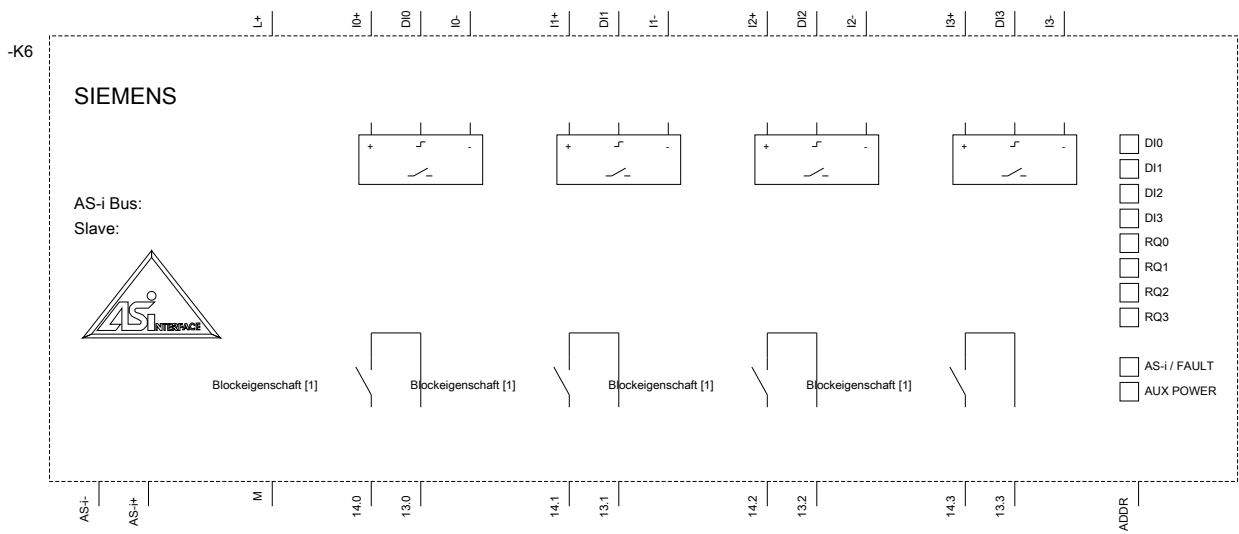 L+ I0+ DI0 I0- I1+ DI1 I1- I2+ DI2 I2- I3+ DI3 I3-
-K6
SIEMENS
+ - + - + - + -
DI0
DI1
AS-i Bus:
DI2
Slave:
DI3
RQ0
RQ1
RQ2
ASi INTERFACE
RQ3
AS-i / FAULT
Blockeigenschaft [1] Blockeigenschaft [1] Blockeigenschaft [1] Blockeigenschaft [1]
AUX POWER
AS-i- AS-i+ M 14.0 13.0 14.1 13.1 14.2 13.2 14.3 13.3 ADDR